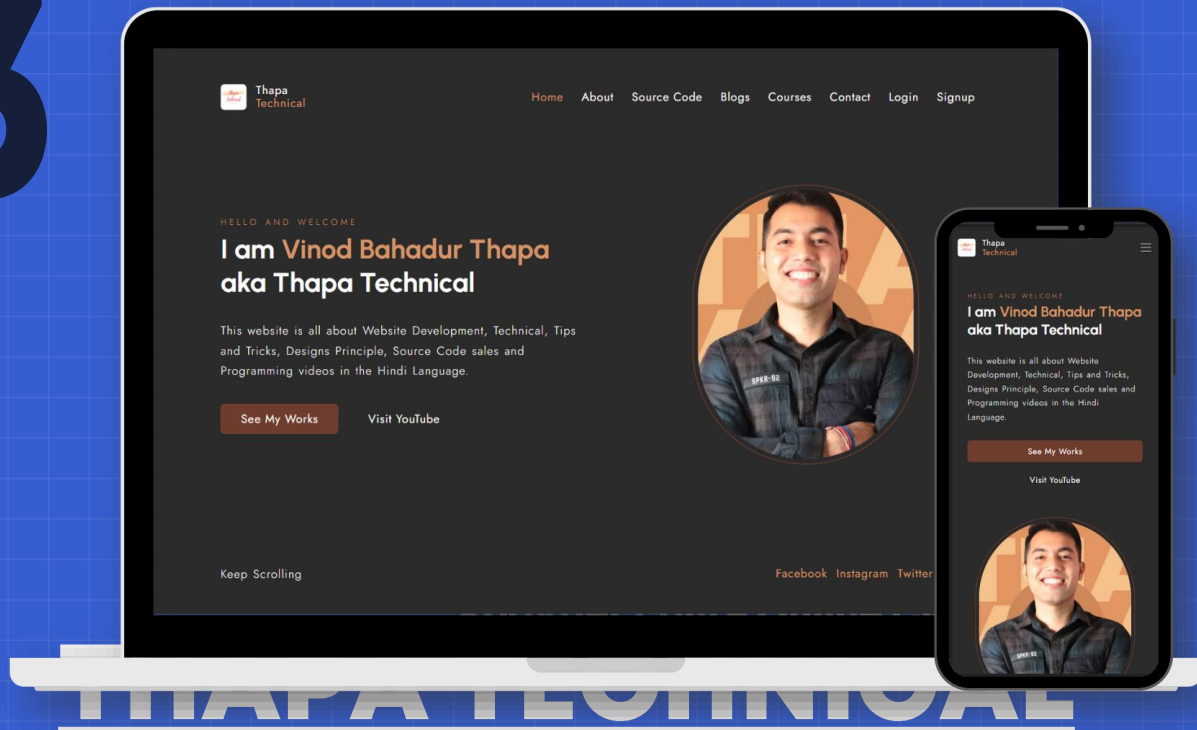 Thapa
Technical
Home About Source Code Blogs Courses Contact Login Signup
HELLO AND WELCOME
I am Vinod Bahadur Thapa
aka Thapa Technical
This website is all about Website Development, Technical, Tips
and Tricks, Designs Principle, Source Code sales and
Programming videos in the Hindi Language.
See My Works Visit YouTube
SPKR-52
Keep Scrolling
Facebook Instagram Twitter
Thapa
Technical
HELLO AND WELCOME
I am Vinod Bahadur Thapa
aka Thapa Technical
This website is all about Website
Development, Technical, Tips and Tricks,
Designs Principle, Source Code sales and
Programming videos in the Hindi
Language.
See My Works
Visit YouTube
SPKR-52
THAPA TECHNICAL